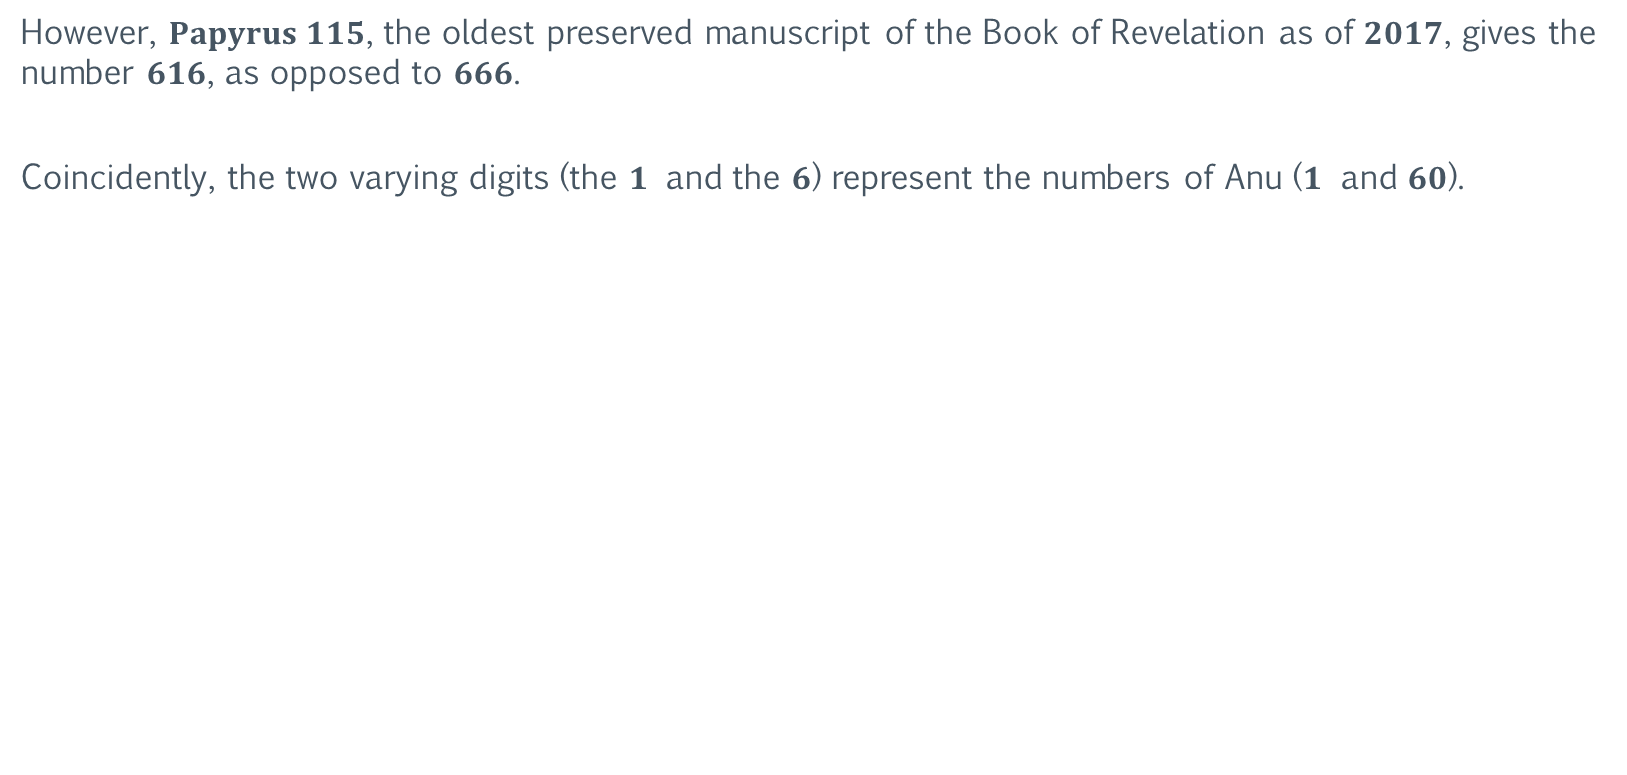 However, Papyrus 115, the oldest preserved manuscript of the Book of Revelation as of 2017, gives the
number 616, as opposed to 666.
Coincidently, the two varying digits (the 1 and the 6) represent the numbers of Anu (1 and 60).